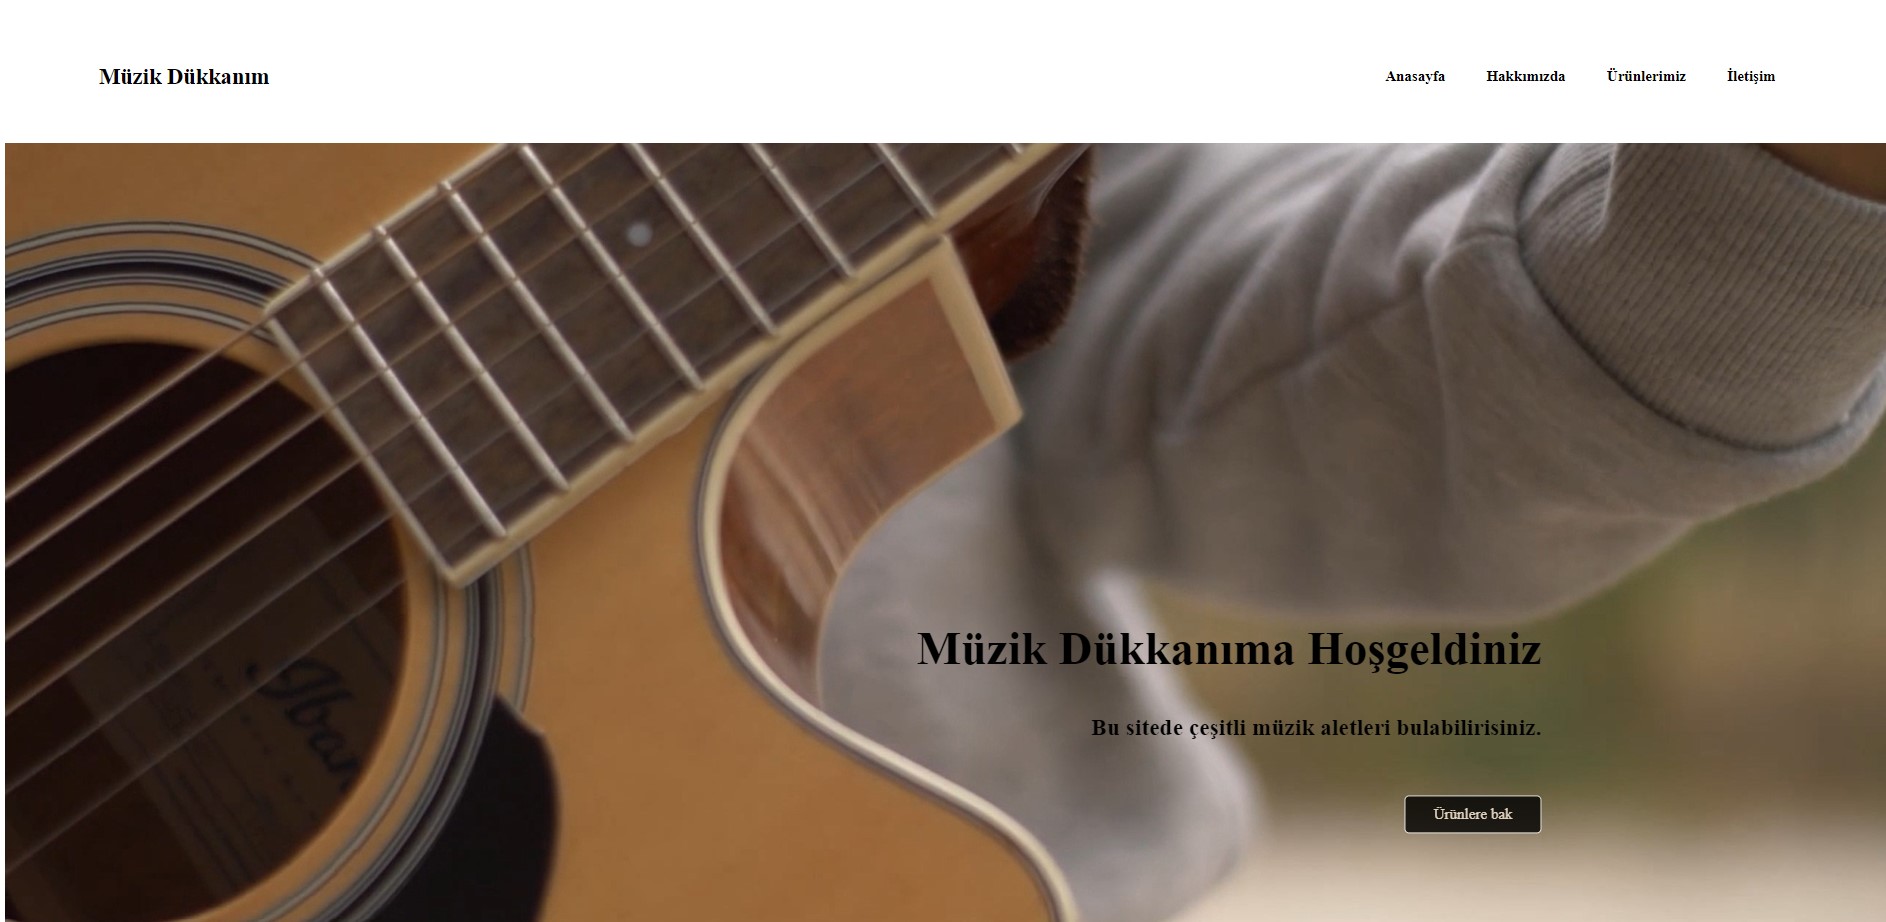 Müzik Dükkanım
Anasayfa Hakkımızda Ürünlerimiz İletişim
Müzik Dükkanıma Hoşgeldiniz
Bu sitede çeşitli müzik aletleri bulabilirisiniz.
Ürünlere bak